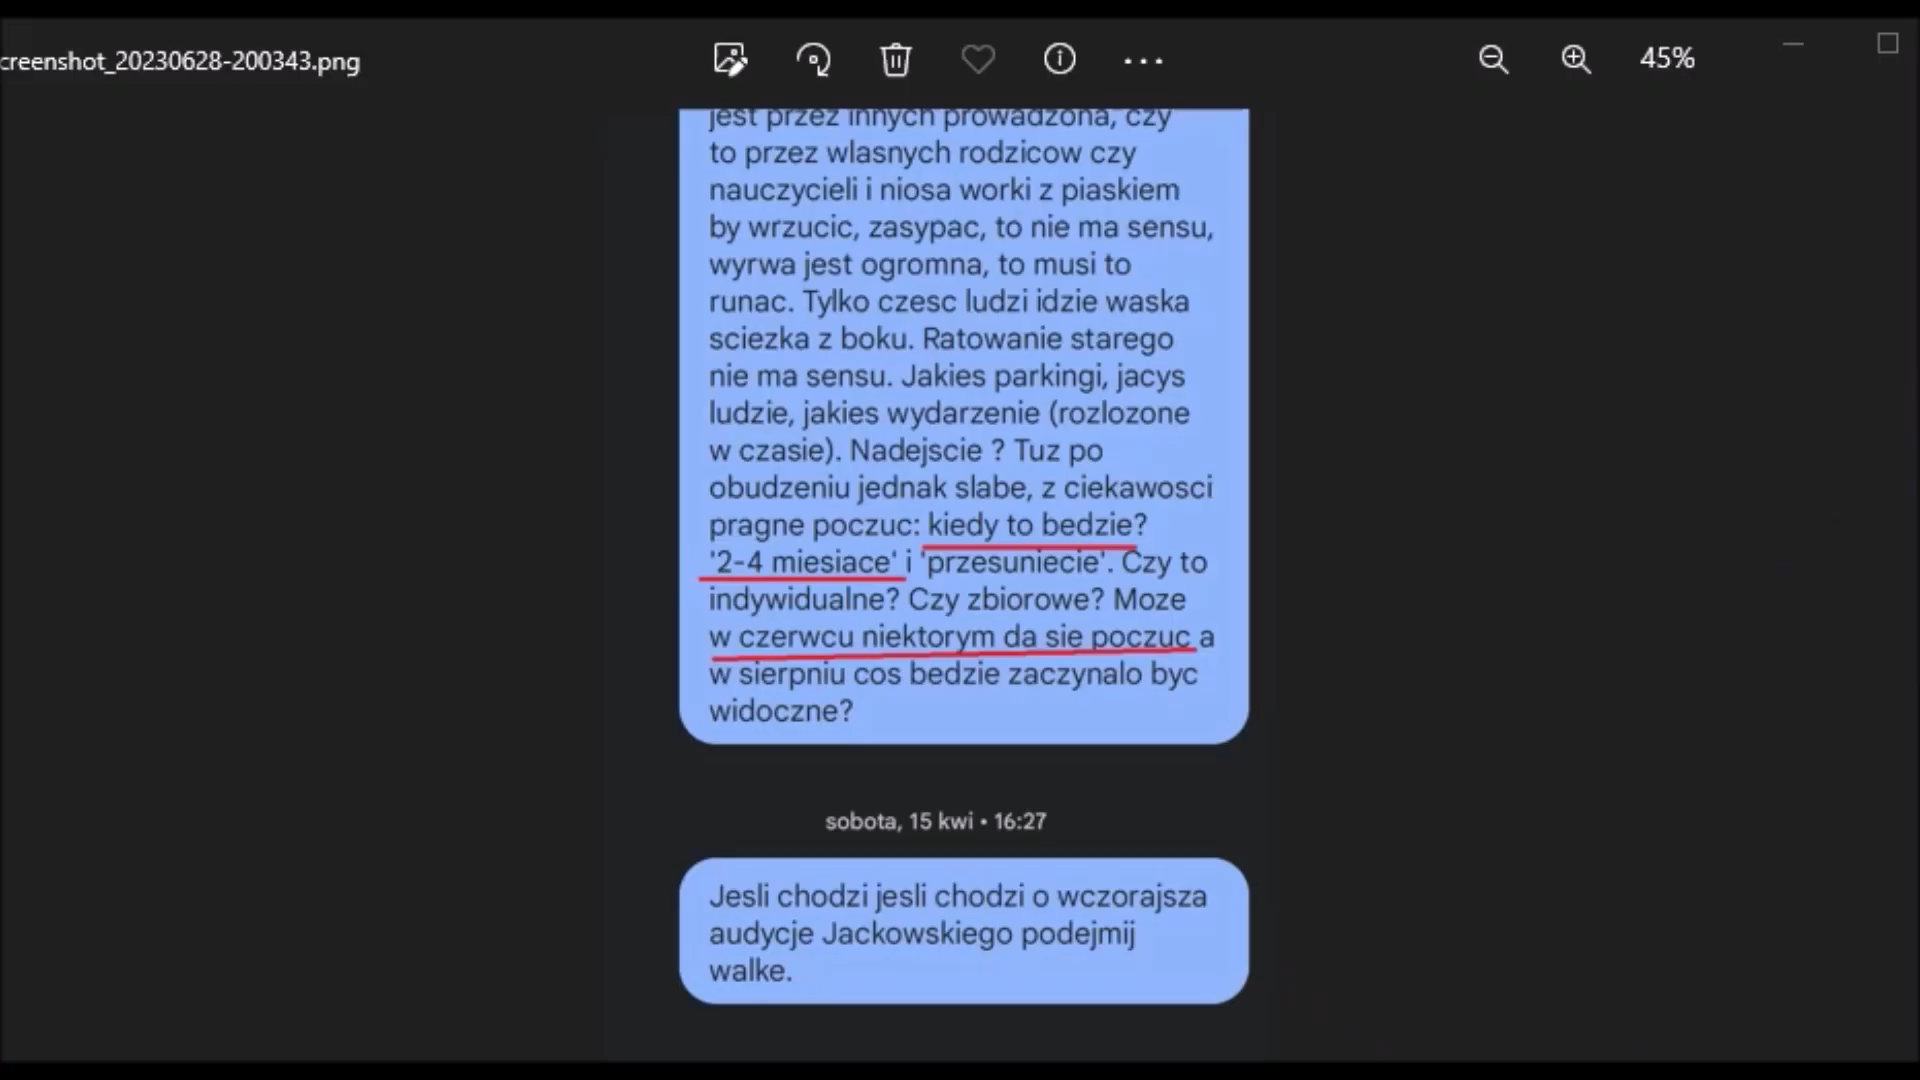 creenshot_20230628-200343.png
45%
jest przez innych prowadzona, czy
to przez wlasnych rodzicow czy
nauczycieli i niosa worki z piaskiem
by wrzucic, zasypac, to nie ma sensu,
wyrwa jest ogromna, to musi to
runac. Tylko czesc ludzi idzie waska
sciezka z boku. Ratowanie starego
nie ma sensu. Jakies parkingi, jacys
ludzie, jakies wydarzenie (rozlozone
w czasie). Nadejscie ? Tuz po
obudzeniu jednak slabe, z ciekawosci
pragne poczuc: kiedy to bedzie?
'2-4 miesiace' i 'przesuniecie'. Czy to
indywidualne? Czy zbiorowe? Moze
w czerwcu niektorym da sie poczuc a
w sierpniu cos bedzie zaczynalo byc
widoczne?
sobota, 15 kwi • 16:27
Jesli chodzi jesli chodzi o wczorajsza
audycje Jackowskiego podejmij
walke.